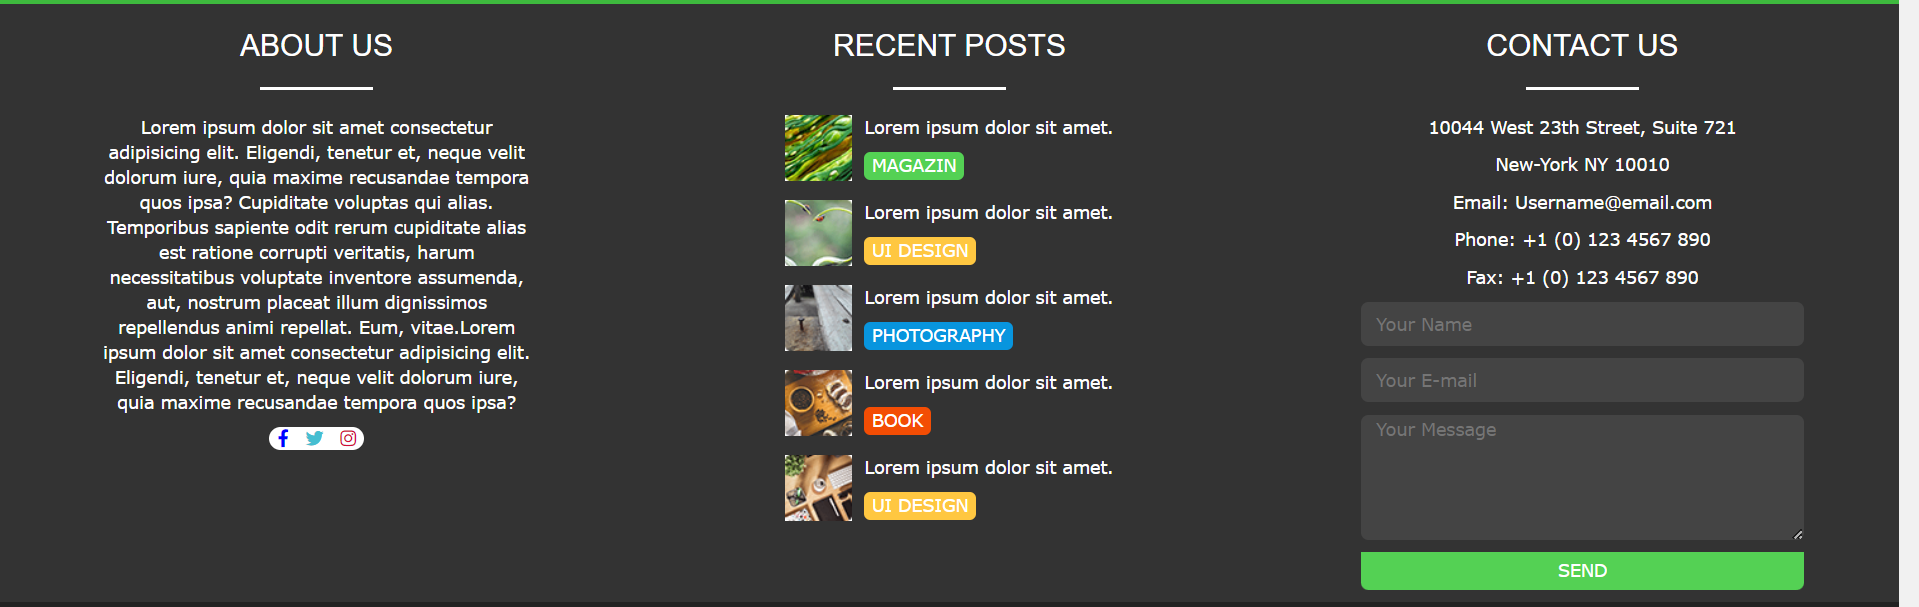 ABOUT US
Lorem ipsum dolor sit amet consectetur
adipisicing elit. Eligendi, tenetur et, neque velit
dolorum iure, quia maxime recusandae tempora
quos ipsa? Cupiditate voluptas qui alias.
Temporibus sapiente odit rerum cupiditate alias
est ratione corrupti veritatis, harum
necessitatibus voluptate inventore assumenda,
aut, nostrum placeat illum dignissimos
repellendus animi repellat. Eum, vitae.Lorem
ipsum dolor sit amet consectetur adipisicing elit.
Eligendi, tenetur et, neque velit dolorum iure,
quia maxime recusandae tempora quos ipsa?
RECENT POSTS
Lorem ipsum dolor sit amet.
MAGAZIN
Lorem ipsum dolor sit amet.
UI DESIGN
Lorem ipsum dolor sit amet.
PHOTOGRAPHY
Lorem ipsum dolor sit amet.
BOOK
Lorem ipsum dolor sit amet.
UI DESIGN
CONTACT US
10044 West 23th Street, Suite 721
New-York NY 10010
Email: Username@email.com
Phone: +1 (0) 123 4567 890
Fax: +1 (0) 123 4567 890
Your Name
Your E-mail
Your Message
SEND